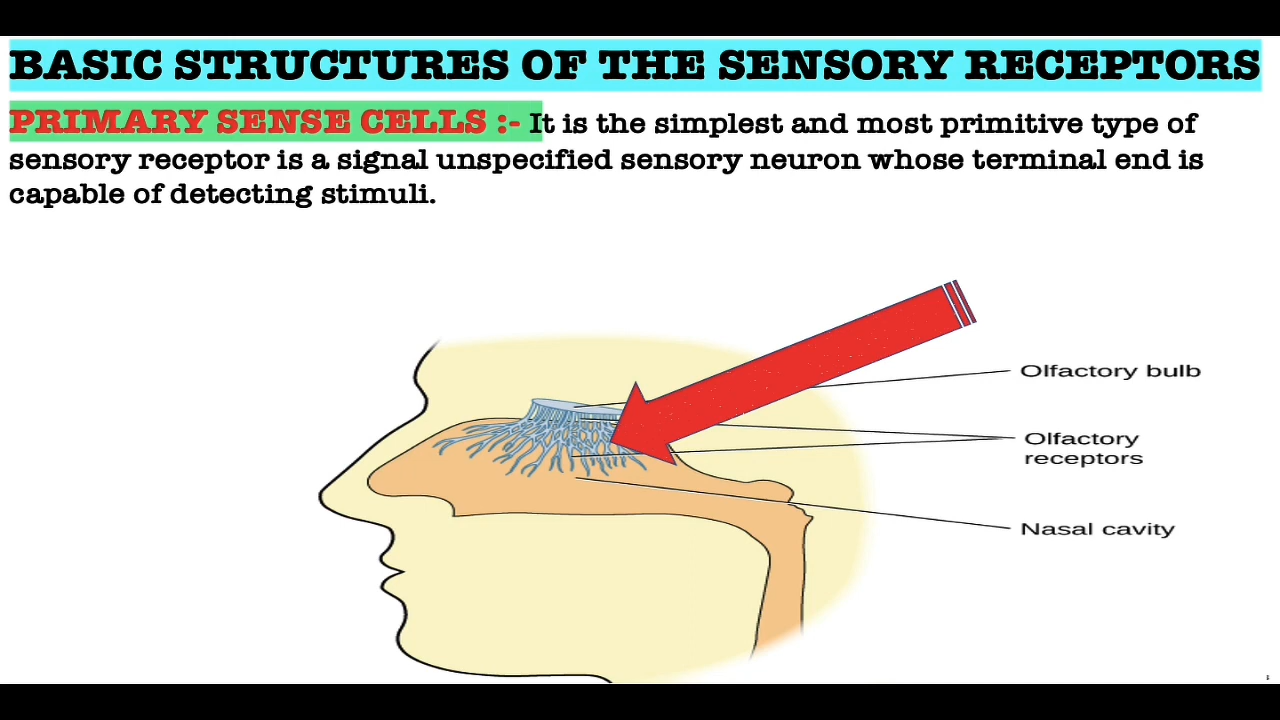 BASIC STRUCTURES OF THE SENSORY RECEPTORS
PRIMARY SENSE CELLS :- It is the simplest and most primitive type of
sensory receptor is a signal unspecified sensory neuron whose terminal end is
capable of detecting stimuli.
Olfactory bulb
Olfactory
receptors
Nasal cavity